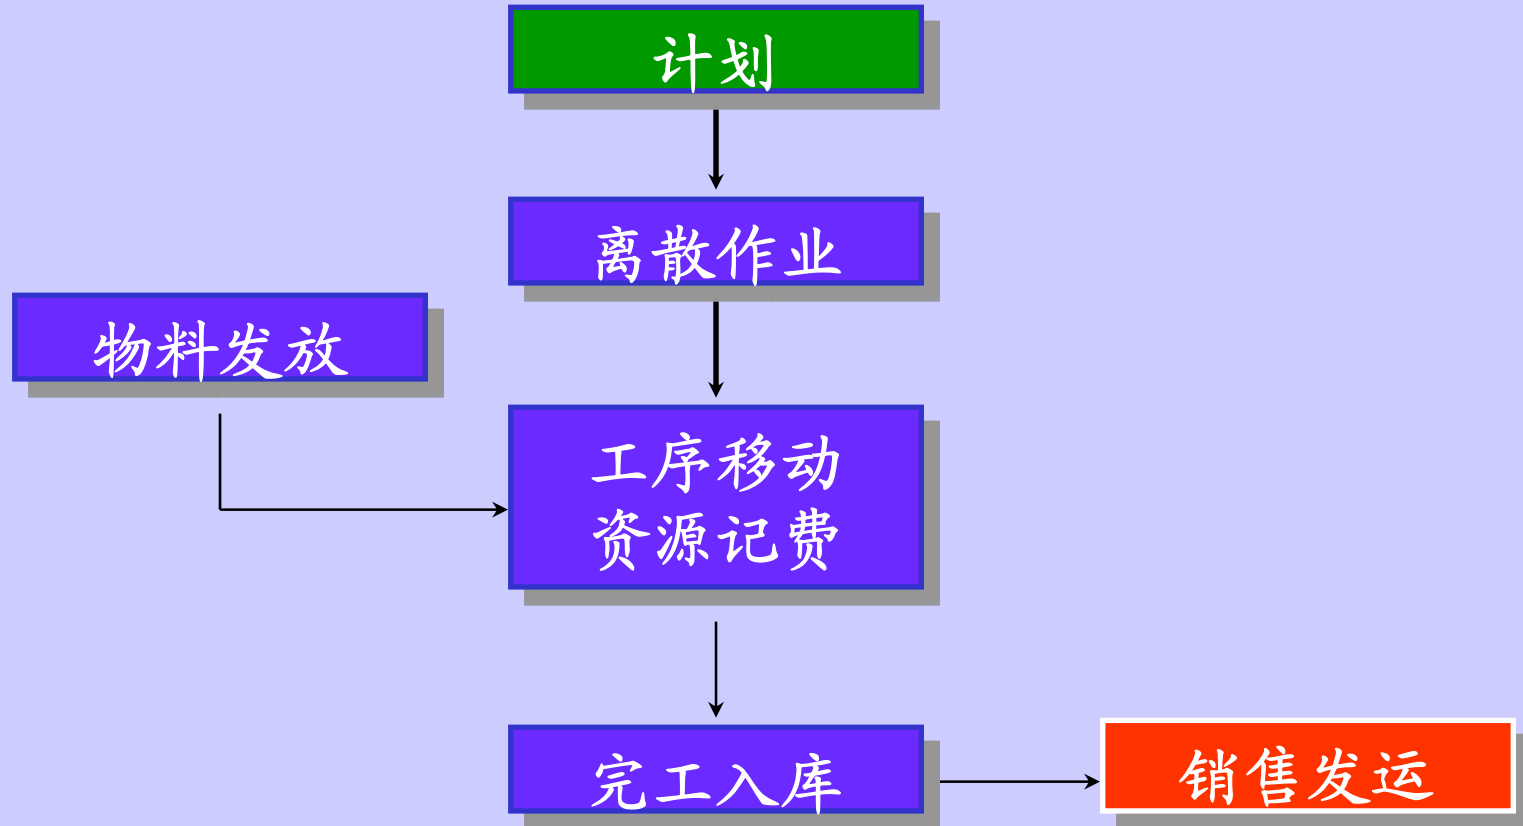 计划
离散作业
物料发放
工序移动
资源记费
完工入库
销售发运